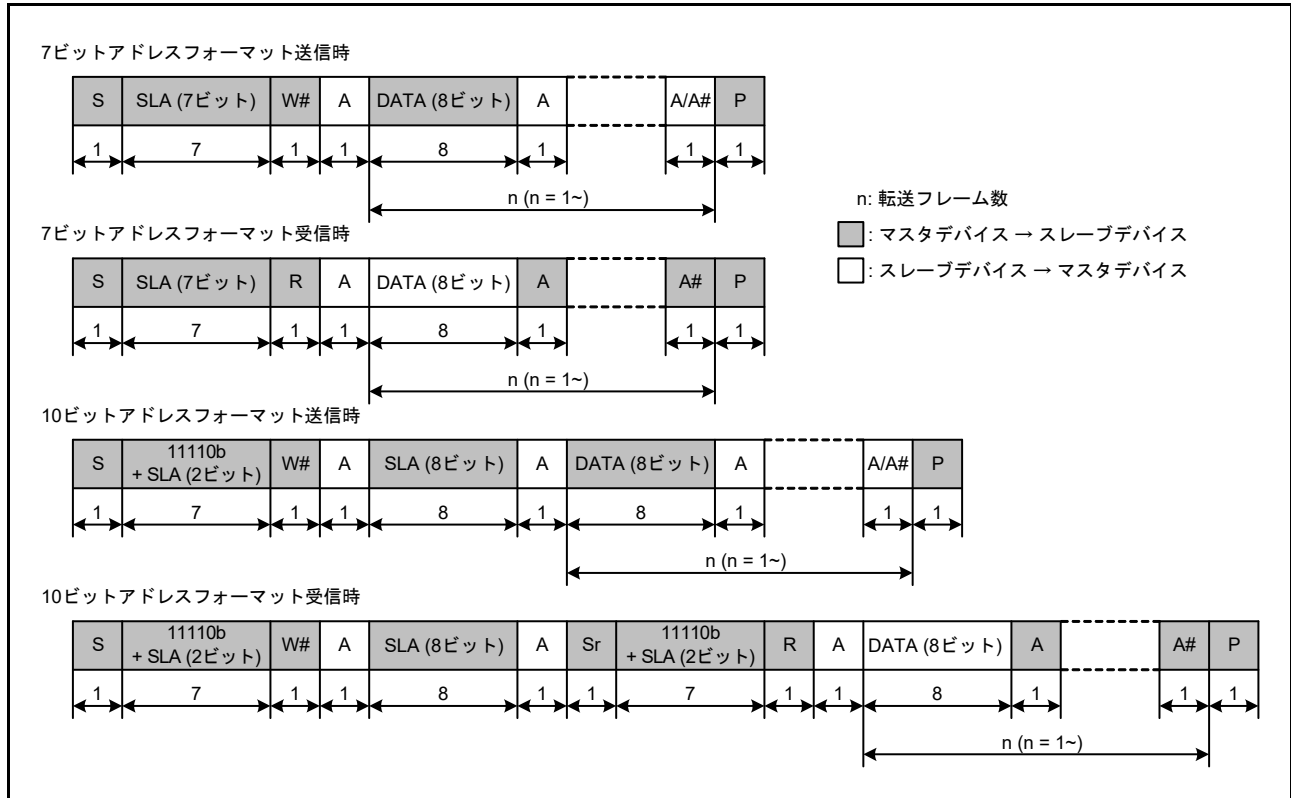 7ビットアドレスフォーマット送信時
S SLA (7ビット) W# A DATA (8ビット) A A/A# P
1 7 1 1 8 1 1 1
n (n = 1~)
n: 転送フレーム数
: マスタデバイス → スレーブデバイス
: スレーブデバイス → マスタデバイス
7ビットアドレスフォーマット受信時
S SLA (7ビット) R A DATA (8ビット) A A# P
1 7 1 1 8 1 1 1
n (n = 1~)
10ビットアドレスフォーマット送信時
S 11110b + SLA (2ビット) W# A SLA (8ビット) A DATA (8ビット) A A/A# P
1 7 1 1 8 1 8 1 1 1
n (n = 1~)
10ビットアドレスフォーマット受信時
S 11110b + SLA (2ビット) W# A SLA (8ビット) A Sr 11110b + SLA (2ビット) R A DATA (8ビット) A A# P
1 7 1 1 8 1 1 7 1 1 8 1 1 1
n (n = 1~)